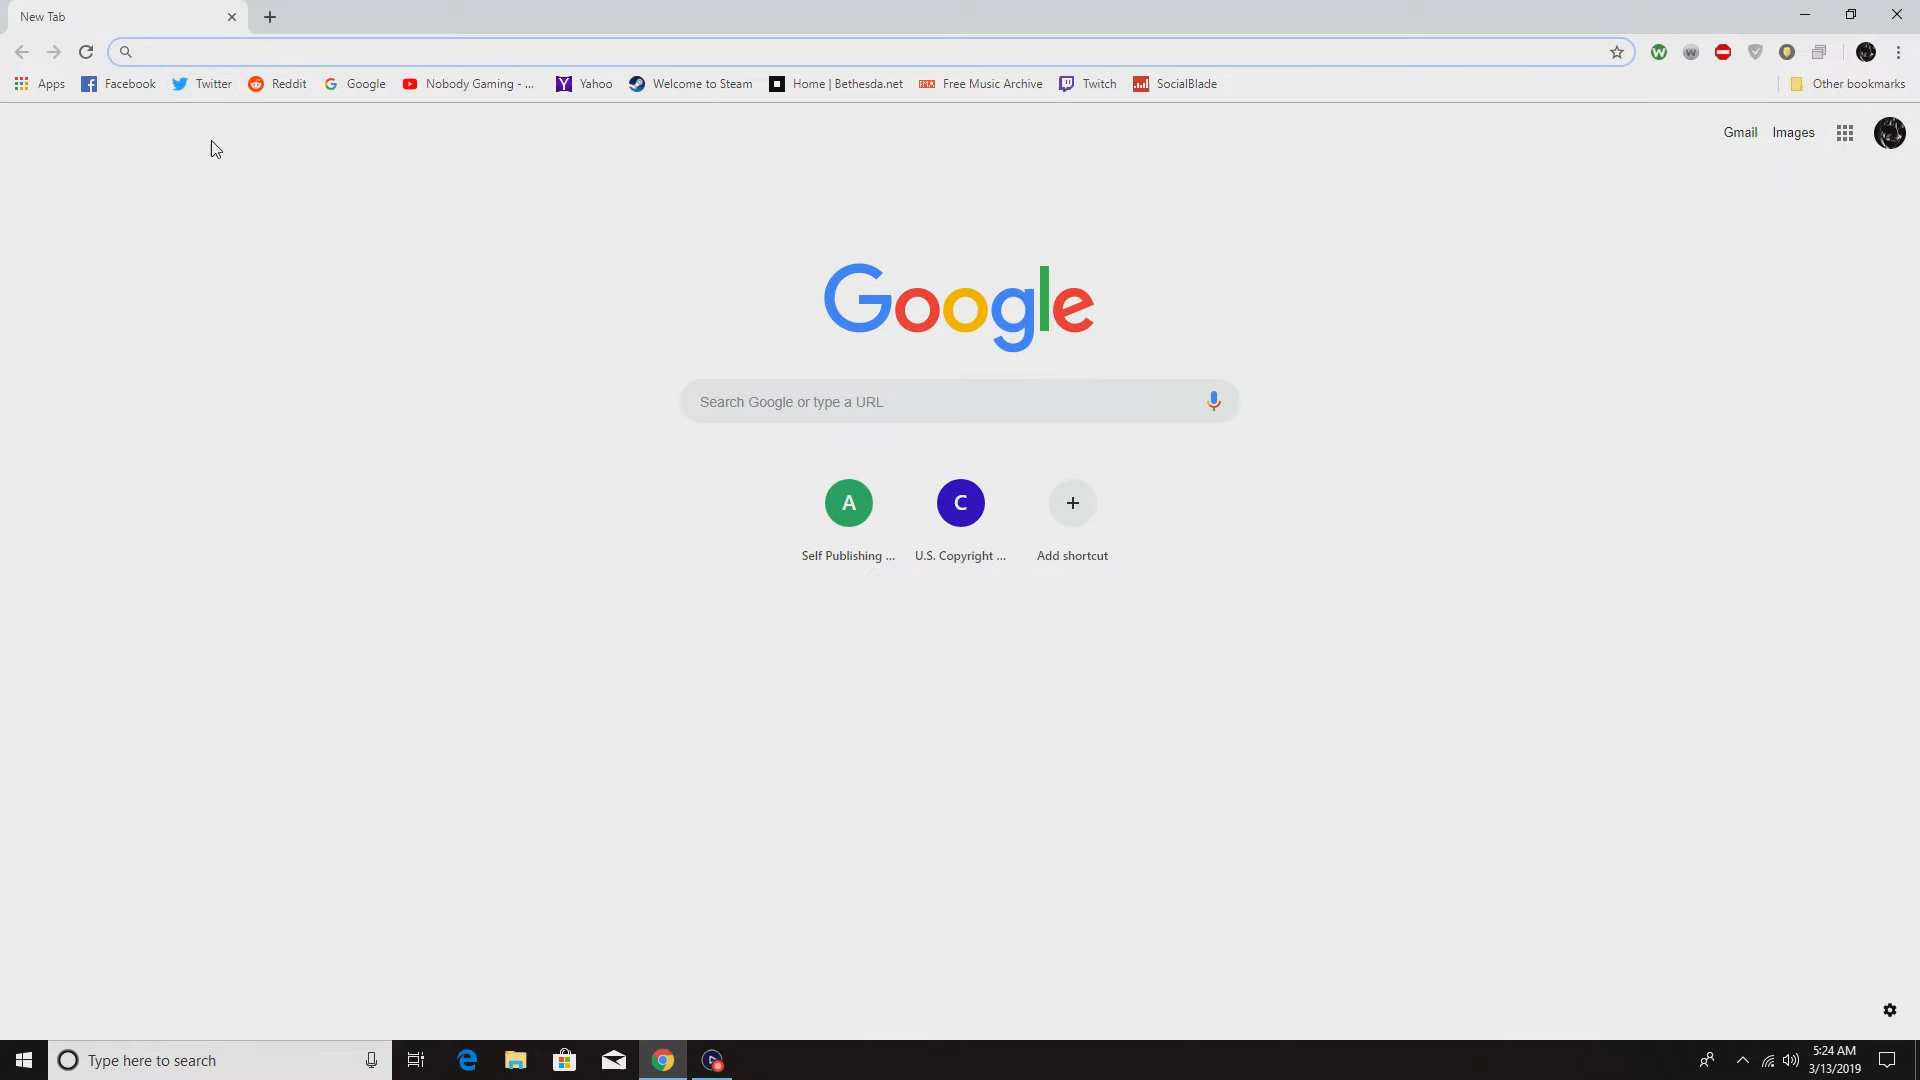 New Tab
Apps Facebook Twitter Reddit Google Nobody Gaming - ... Yahoo Welcome to Steam Home | Bethesda.net Free Music Archive Twitch SocialBlade Other bookmarks
Gmail Images
Google
Search Google or type a URL
A C
Self Publishing ... U.S. Copyright ... Add shortcut
Type here to search
5:24 AM
3/13/2019